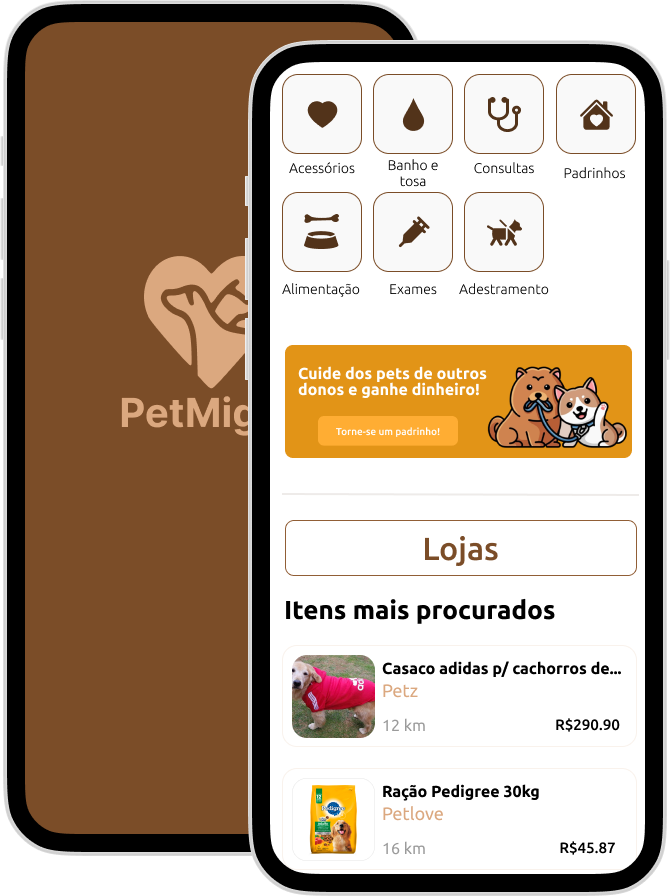 PetMig
Acessórios
Banho e
tosa
Consultas
Padrinhos
Alimentação
Exames
Adestramento
Cuide dos pets de outros
donos e ganhe dinheiro!
Torne-se um padrinho!
Lojas
Itens mais procurados
Casaco adidas p/ cachorros de...
Petz
12 km
R$290.90
Pedigree
Ração Pedigree 30kg
Petlove
16 km
R$45.87